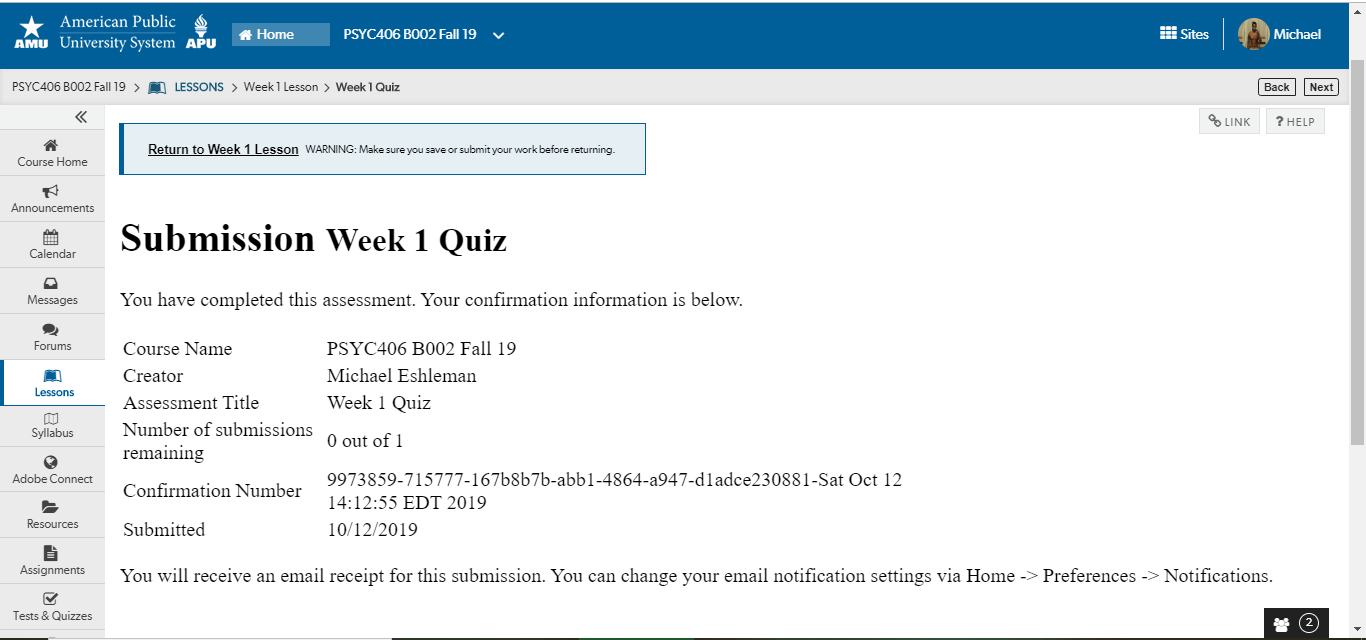 American Public
University System
AMU
APU
Home
PSYC406 B002 Fall 19
Sites
Michael
PSYC406 B002 Fall 19 > LESSONS > Week 1 Lesson > Week 1 Quiz
Back
Next
LINK
? HELP
Course Home
Announcements
Calendar
Messages
Forums
Lessons
Syllabus
Adobe Connect
Resources
Assignments
Tests & Quizzes
Return to Week 1 Lesson WARNING: Make sure you save or submit your work before returning.
Submission Week 1 Quiz
You have completed this assessment. Your confirmation information is below.
Course Name PSYC406 B002 Fall 19
Creator Michael Eshleman
Assessment Title Week 1 Quiz
Number of submissions
remaining
0 out of 1
Confirmation Number
9973859-715777-167b8b7b-abb1-4864-a947-d1adce230881-Sat Oct 12
14:12:55 EDT 2019
Submitted 10/12/2019
You will receive an email receipt for this submission. You can change your email notification settings via Home -> Preferences -> Notifications.
2